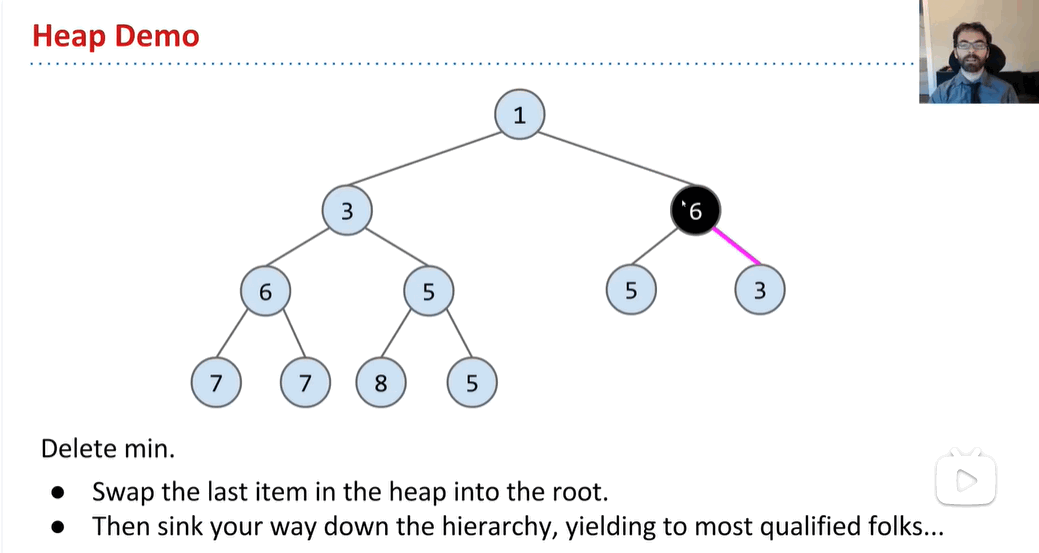 Heap Demo
1
3 6
6 5 5 3
7 7 8 5
Delete min.
● Swap the last item in the heap into the root.
● Then sink your way down the hierarchy, yielding to most qualified folks...